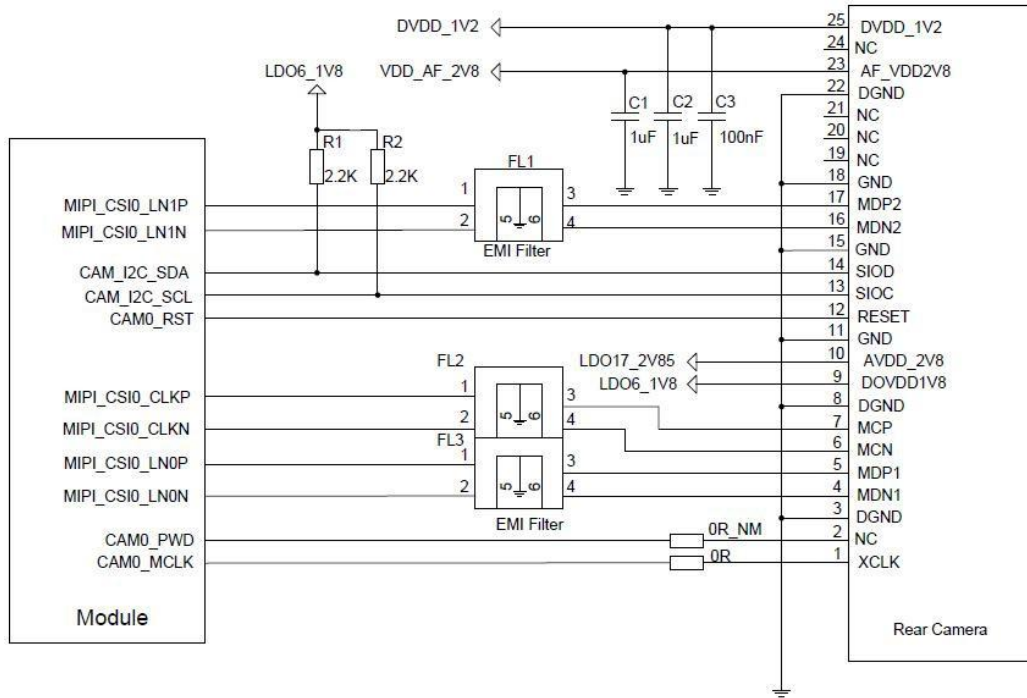 DVDD_1V2 25 DVDD_1V2
24 NC
LDO6_1V8 VDD_AF_2V8 23 AF_VDD2V8
22 DGND
C1 C2 C3 21 NC
1uF 1uF 100nF 20 NC
R1 R2 19 NC
2.2K 2.2K FL1 18 GND
MIPI_CSI0_LN1P 1 3 17 MDP2
MIPI_CSI0_LN1N 2 5 6 4 16 MDN2
EMI Filter 15 GND
CAM_I2C_SDA 14 SIOD
CAM_I2C_SCL 13 SIOC
CAM0_RST 12 RESET
11 GND
FL2 LDO17_2V85 10 AVDD_2V8
LDO6_1V8 9 DOVDD1V8
MIPI_CSI0_CLKP 1 3 8 DGND
5 6 7 MCP
MIPI_CSI0_CLKN 2 4 6 MCN
FL3
MIPI_CSI0_LN0P 1 3 5 MDP1
MIPI_CSI0_LN0N 2 5 6 4 4 MDN1
EMI Filter 3 DGND
CAM0_PWD 0R_NM 2 NC
CAM0_MCLK 0R 1 XCLK
Module
Rear Camera